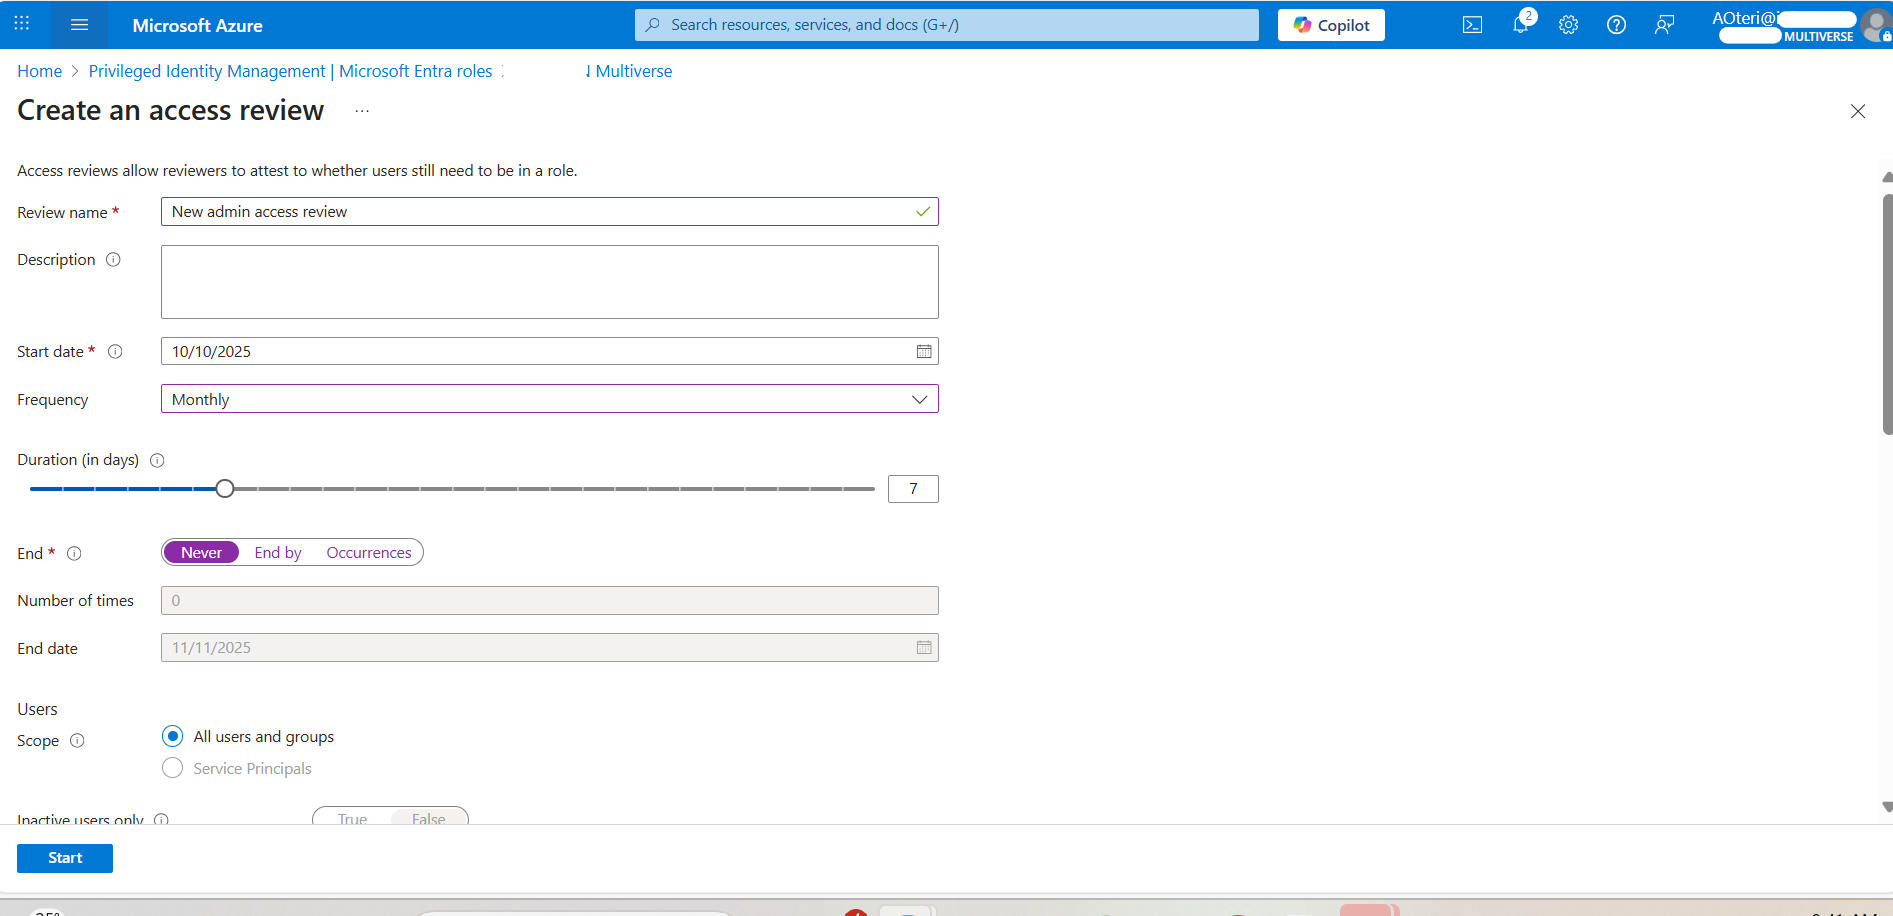 Microsoft Azure
Search resources, services, and docs (G+/)
Copilot
2
AOteri@
MULTIVERSE
Home > Privileged Identity Management | Microsoft Entra roles
Multiverse
Create an access review ...
Access reviews allow reviewers to attest to whether users still need to be in a role.
Review name * New admin access review
Description
Start date * 10/10/2025
Frequency Monthly
Duration (in days)
7
End * Never End by Occurrences
Number of times 0
End date 11/11/2025
Users
Scope All users and groups
Service Principals
Inactive users only True False
Start